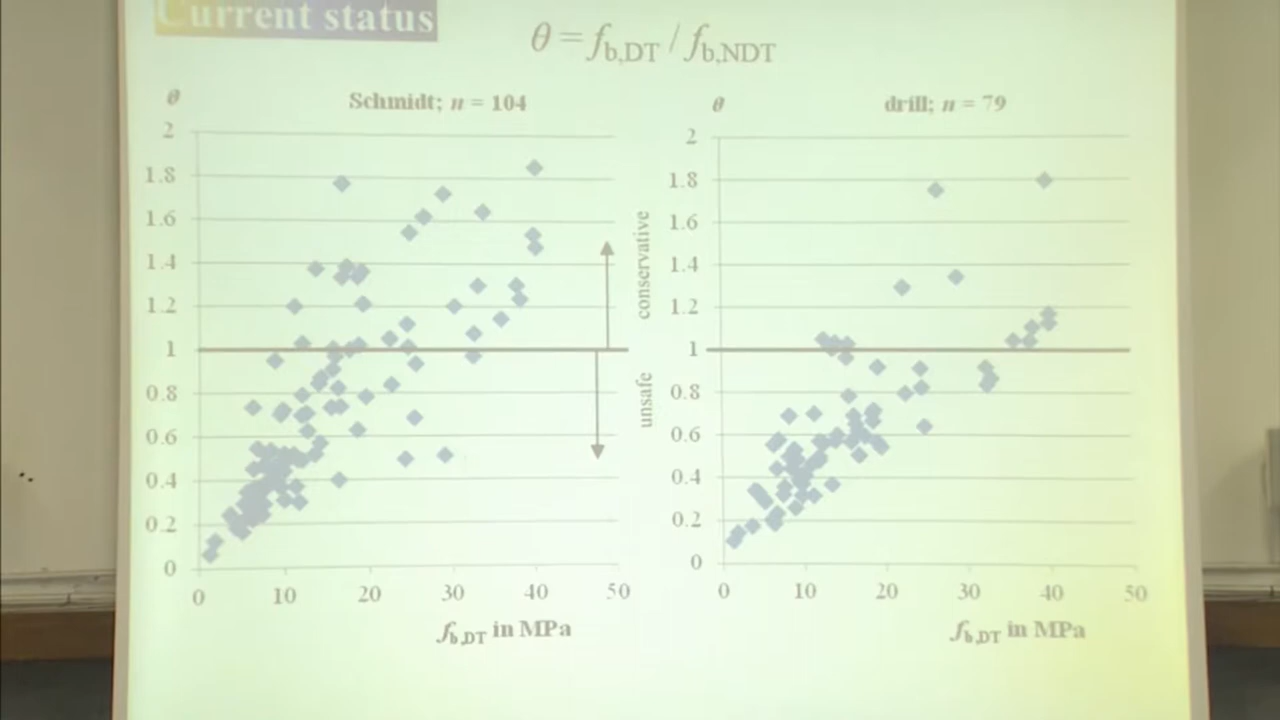 Current status
θ = fb,DT / fb,NDT
θ
Schmidt; n = 104
2
1.8
1.6
1.4
1.2
1
0.8
0.6
0.4
0.2
0
0 10 20 30 40 50
fb,DT in MPa
conservative
unsafe
θ
drill; n = 79
2
1.8
1.6
1.4
1.2
1
0.8
0.6
0.4
0.2
0
0 10 20 30 40 50
fb,DT in MPa